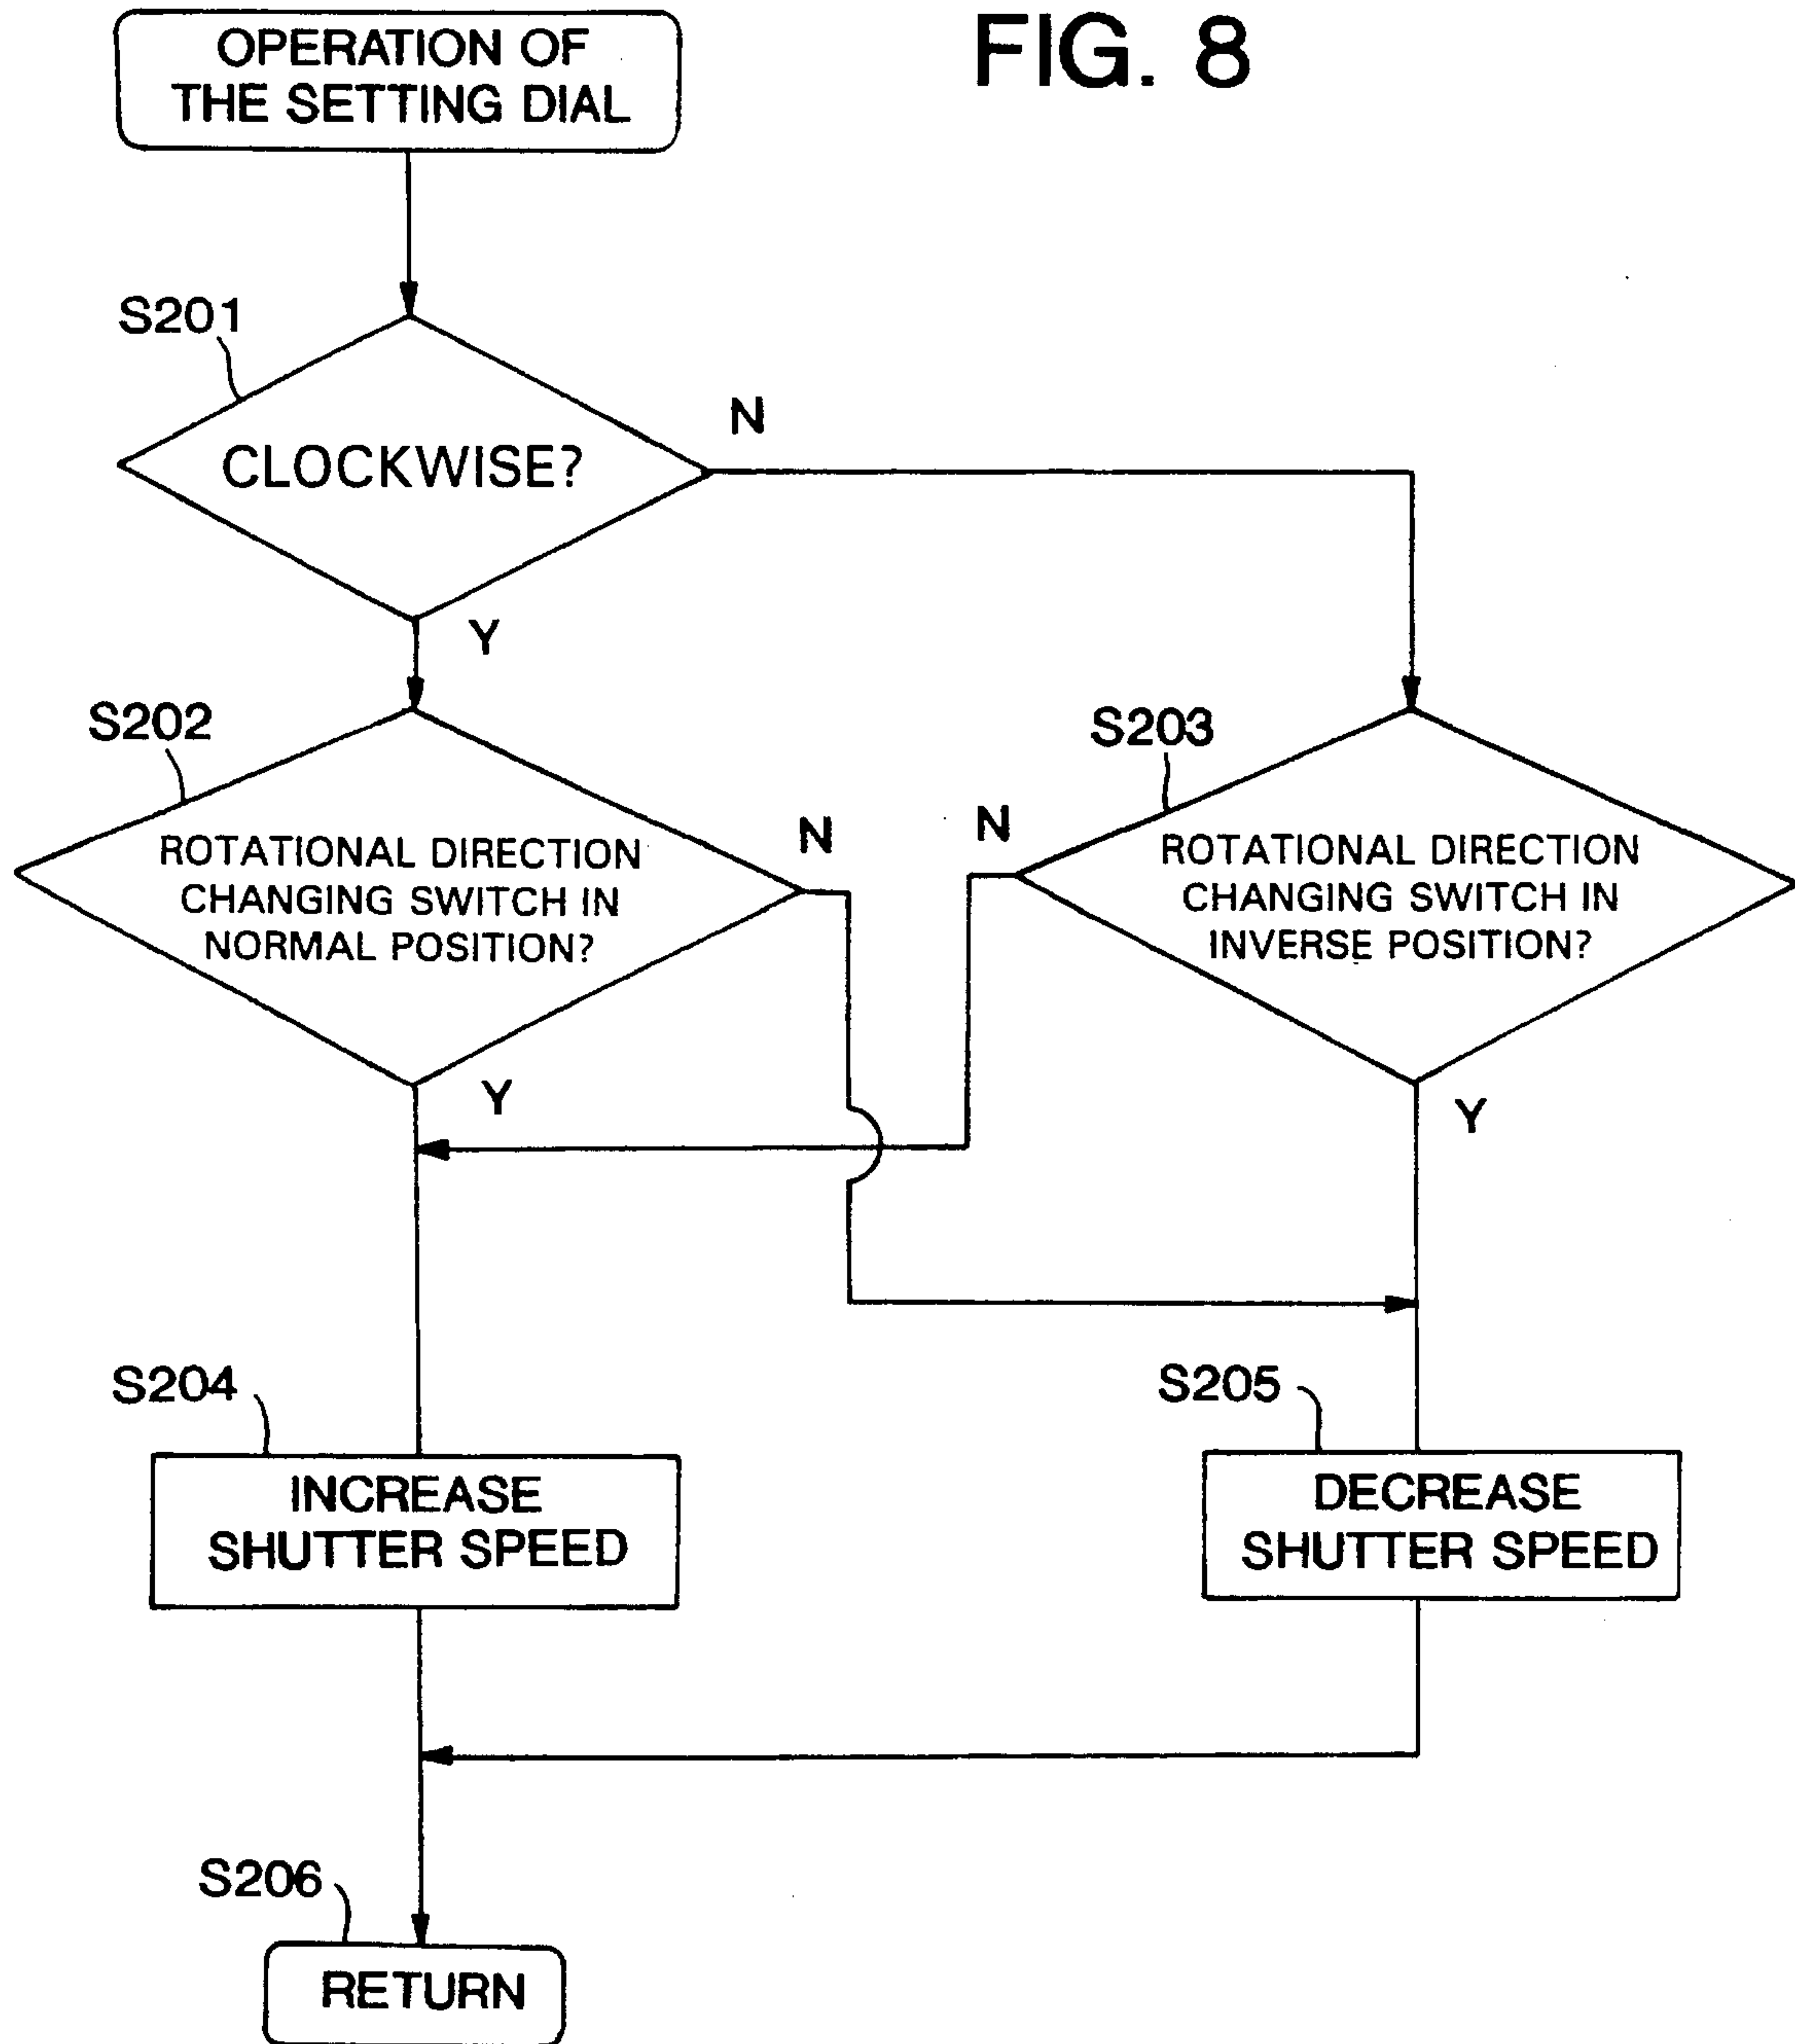 FIG. 8
OPERATION OF
THE SETTING DIAL
S201
CLOCKWISE?
N
Y
S202
ROTATIONAL DIRECTION
CHANGING SWITCH IN
NORMAL POSITION?
N
Y
S203
N
ROTATIONAL DIRECTION
CHANGING SWITCH IN
INVERSE POSITION?
Y
S204
INCREASE
SHUTTER SPEED
S205
DECREASE
SHUTTER SPEED
S206
RETURN